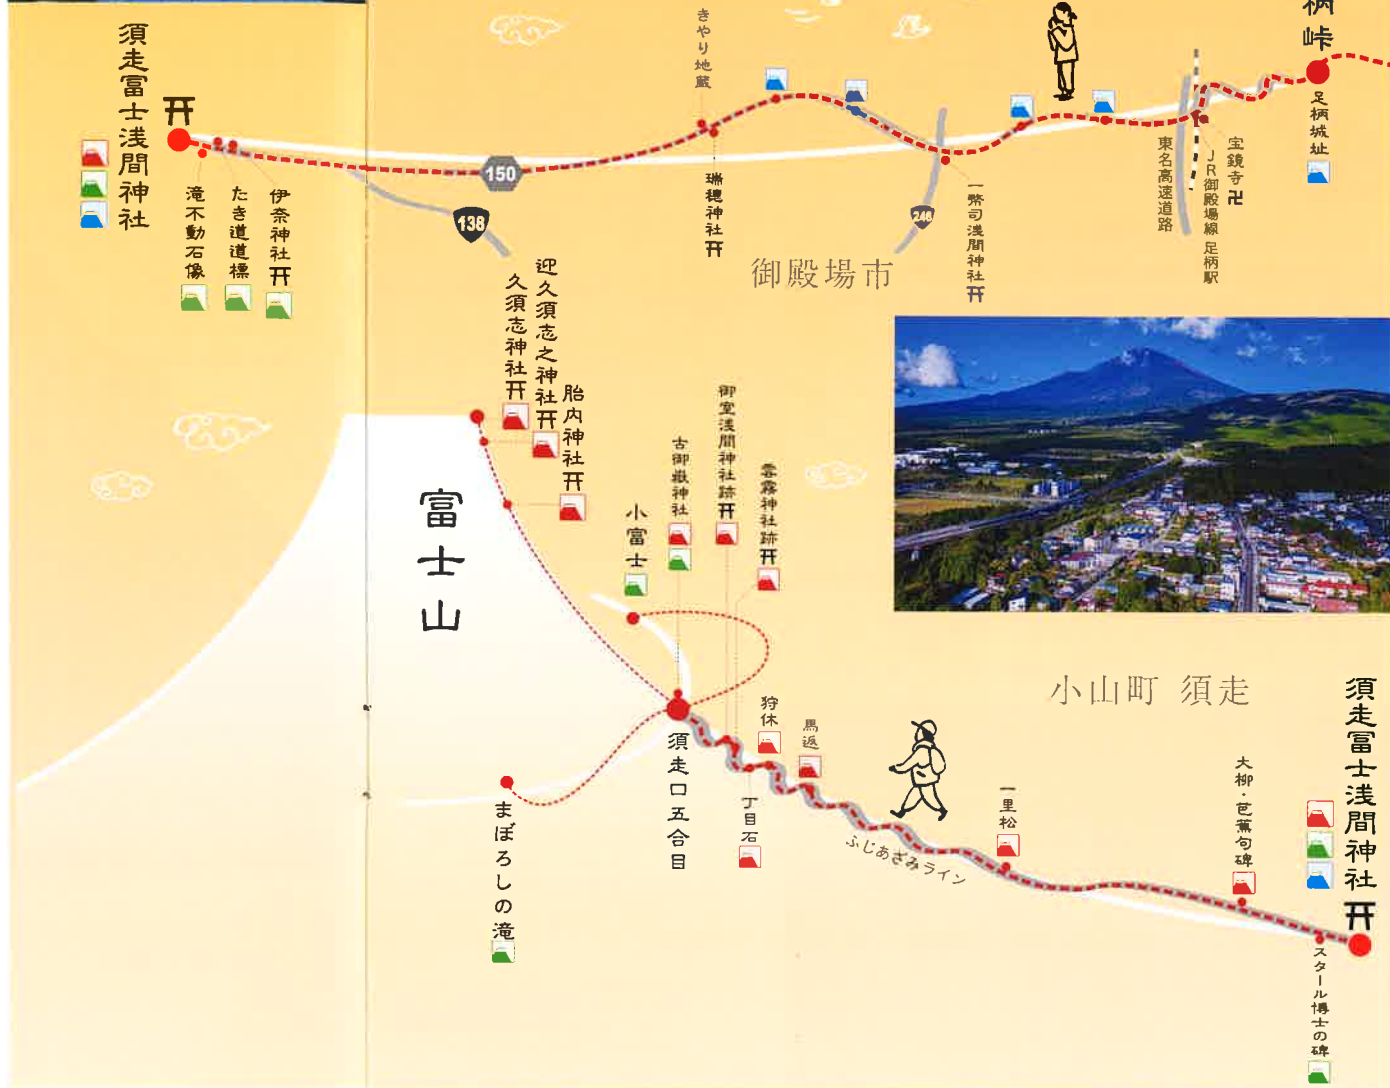 須走冨士浅間神社
滝不動石像
たき道道標
伊奈神社
きやり地蔵
瑞穂神社
150
138
246
御殿場市
一幣司浅間神社
東名高速道路
JR御殿場線 足柄駅
宝鏡寺
柄峠
足柄城址
富士山
久須志神社
迎久須志之神社
胎内神社
小富士
古御嶽神社
御室浅間神社跡
雲霧神社跡
須走口五合目
まぼろしの滝
狩休
馬返
丁目石
ふじあざみライン
一里松
小山町 須走
大柳・芭蕉句碑
須走冨士浅間神社
スタール博士の碑